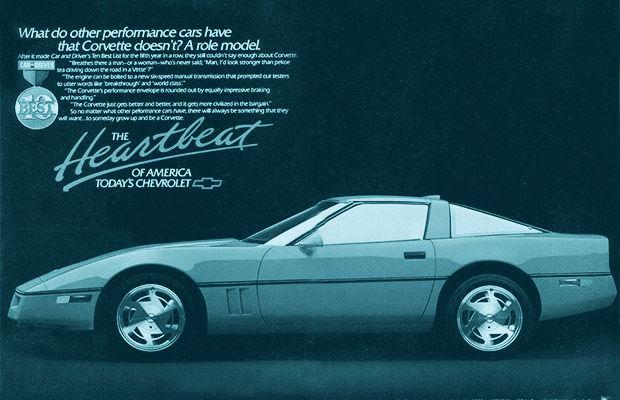 What do other performance cars have
that Corvette doesn't? A role model.
After it made Car and Driver's Ten Best List for the fifth year in a row, they still couldn't say enough about Corvette.
"Breathes there a man–or a woman–who's never said, 'Man, I'd look stronger than pekoe
tea driving down the road in a Vette'?"
"The engine can be bolted to a new six-speed manual transmission that prompted our testers
to utter words like 'breakthrough' and 'world class'."
"The Corvette's performance envelope is rounded out by equally impressive braking
and handling."
"The Corvette just gets better and better, and it gets more civilized in the bargain."
So no matter what other performance cars have, there will always be something that they
will want...to someday grow up and be a Corvette.
CAR AND DRIVER
10
BEST
THE
Heartbeat
OF AMERICA
TODAY'S CHEVROLET